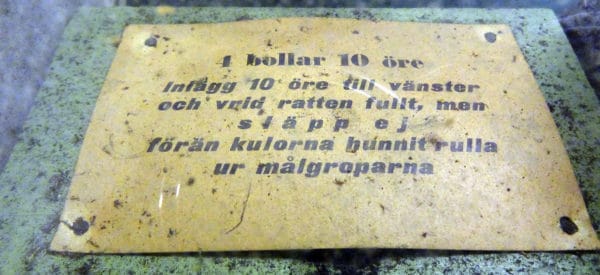 4 bollar 10 öre
Inlägg 10 öre till vänster
och vrid ratten fullt, men
släpp ej
förän kulorna hunnit rulla
ur målgroparna